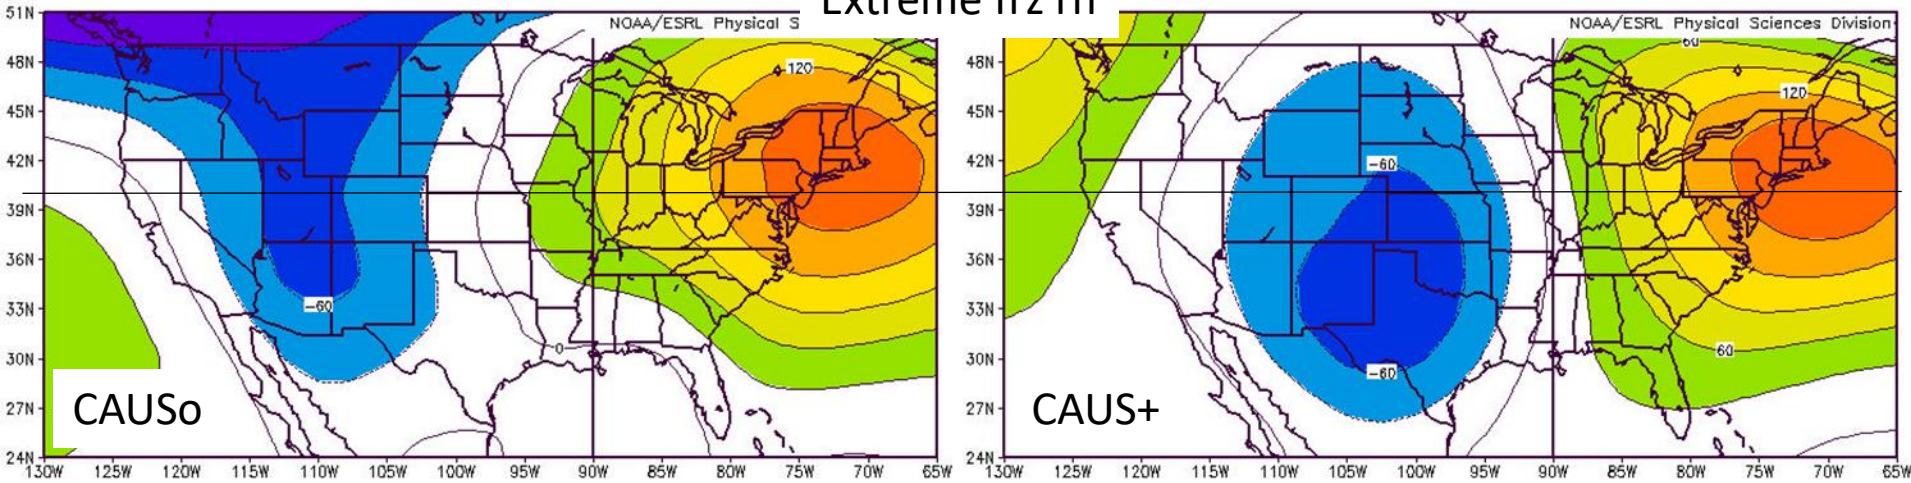 Extreme frz rn
NOAA/ESRL Physical S
NOAA/ESRL Physical Sciences Division
51N
48N
45N
42N
39N
36N
33N
30N
27N
24N
120
-60
0
CAUSo
130W 125W 120W 115W 110W 105W 100W 95W 90W 85W 80W 75W 70W 65W
48N
45N
42N
39N
36N
33N
30N
27N
24N
60
120
-60
60
-60
CAUS+
130W 125W 120W 115W 110W 105W 100W 95W 90W 85W 80W 75W 70W 65W